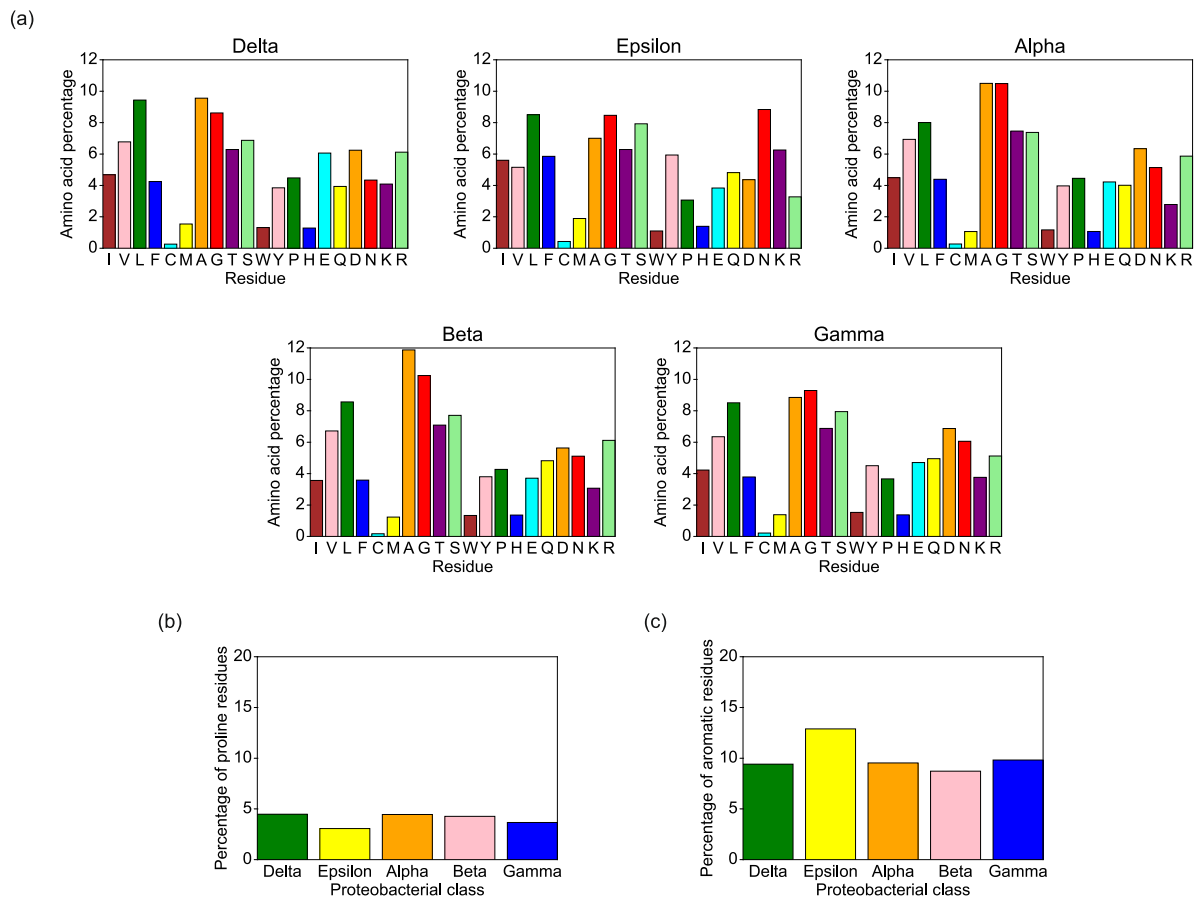 (a)
Delta
12
10
8
6
4
2
0
Amino acid percentage
I V L F C M A G T S W Y P H E Q D N K R
Residue
Epsilon
12
10
8
6
4
2
0
Amino acid percentage
I V L F C M A G T S W Y P H E Q D N K R
Residue
Alpha
12
10
8
6
4
2
0
Amino acid percentage
I V L F C M A G T S W Y P H E Q D N K R
Residue
Beta
12
10
8
6
4
2
0
Amino acid percentage
I V L F C M A G T S W Y P H E Q D N K R
Residue
Gamma
12
10
8
6
4
2
0
Amino acid percentage
I V L F C M A G T S W Y P H E Q D N K R
Residue
(b)
20
15
10
5
0
Percentage of proline residues
Delta Epsilon Alpha Beta Gamma
Proteobacterial class
(c)
20
15
10
5
0
Percentage of aromatic residues
Delta Epsilon Alpha Beta Gamma
Proteobacterial class